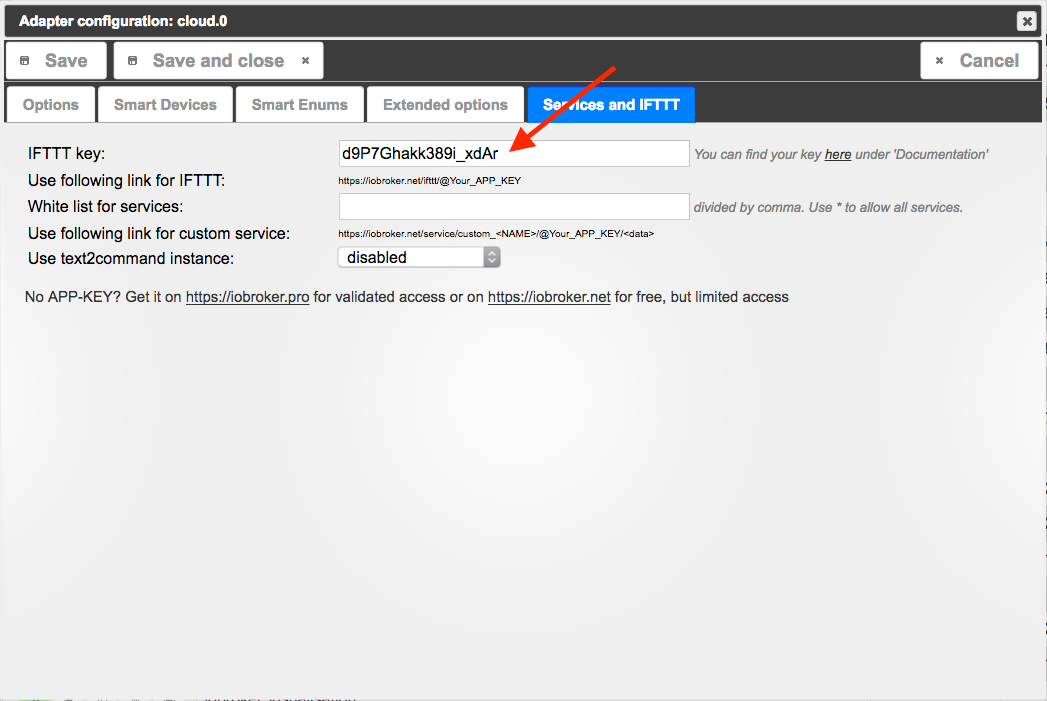 Adapter configuration: cloud.0
Save Save and close Cancel
Options Smart Devices Smart Enums Extended options Services and IFTTT
IFTTT key: d9P7Ghakk389i_xdAr You can find your key here under 'Documentation'
Use following link for IFTTT: https://iobroker.net/ifttt/@Your_APP_KEY
White list for services: divided by comma. Use * to allow all services.
Use following link for custom service: https://iobroker.net/service/custom_<NAME>/@Your_APP_KEY/<data>
Use text2command instance: disabled
No APP-KEY? Get it on https://iobroker.pro for validated access or on https://iobroker.net for free, but limited access